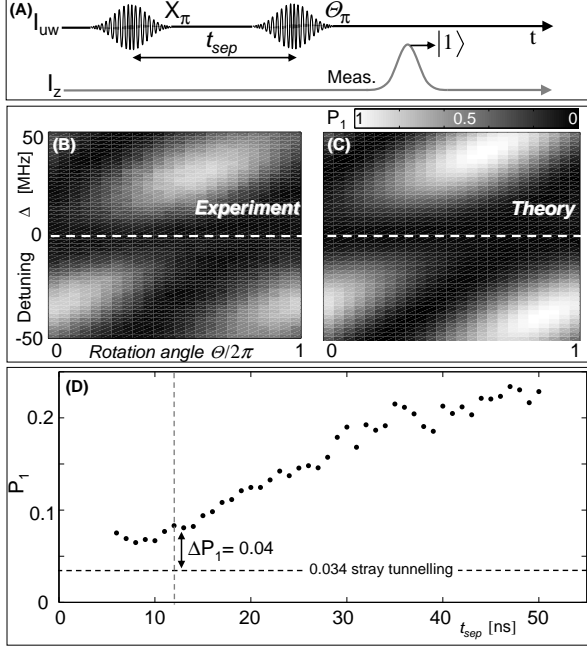 (A)
I_uw
X_π
Θ_π
t_sep
t
|1⟩
Meas.
I_z
P_1
1
0.5
0
50
(B)
(C)
Experiment
Theory
Detuning Δ [MHz]
0
-50
0
1
0
1
Rotation angle Θ/2π
(D)
0.2
P_1
0.1
ΔP_1= 0.04
0.034 stray tunnelling
0
0
10
20
30
40
50
t_sep [ns]